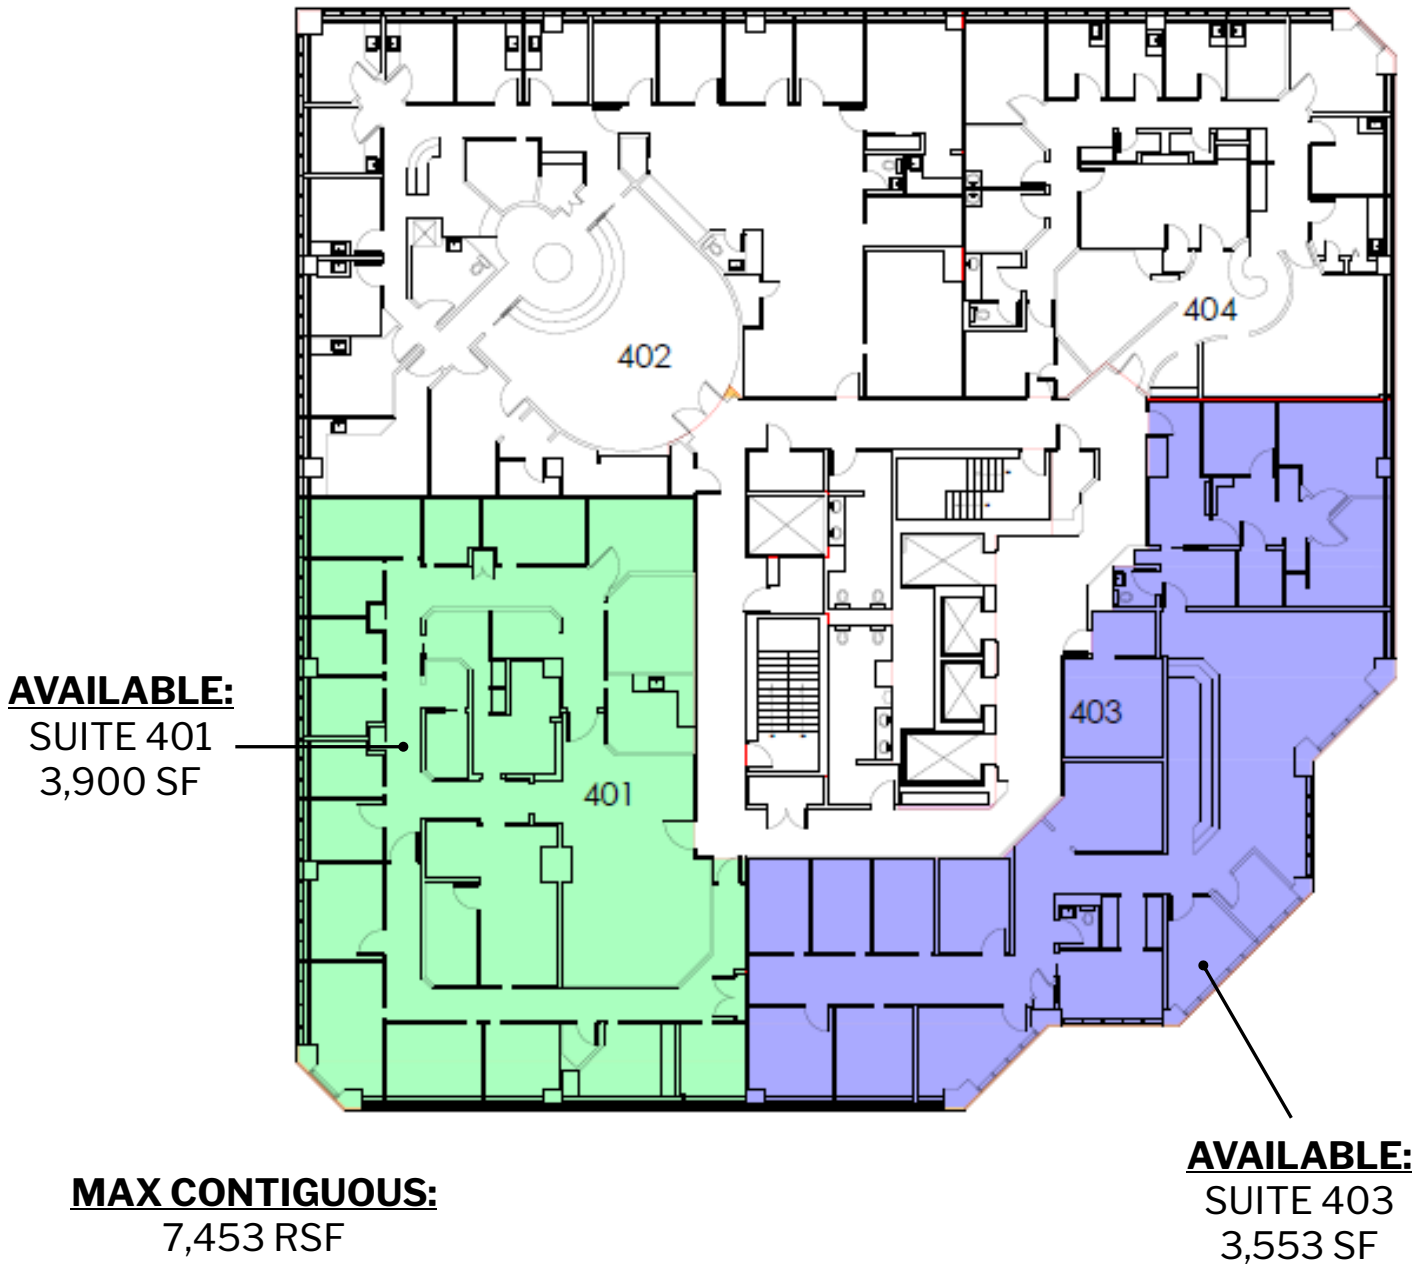 402
404
403
401
AVAILABLE:
SUITE 401
3,900 SF
AVAILABLE:
SUITE 403
3,553 SF
MAX CONTIGUOUS:
7,453 RSF